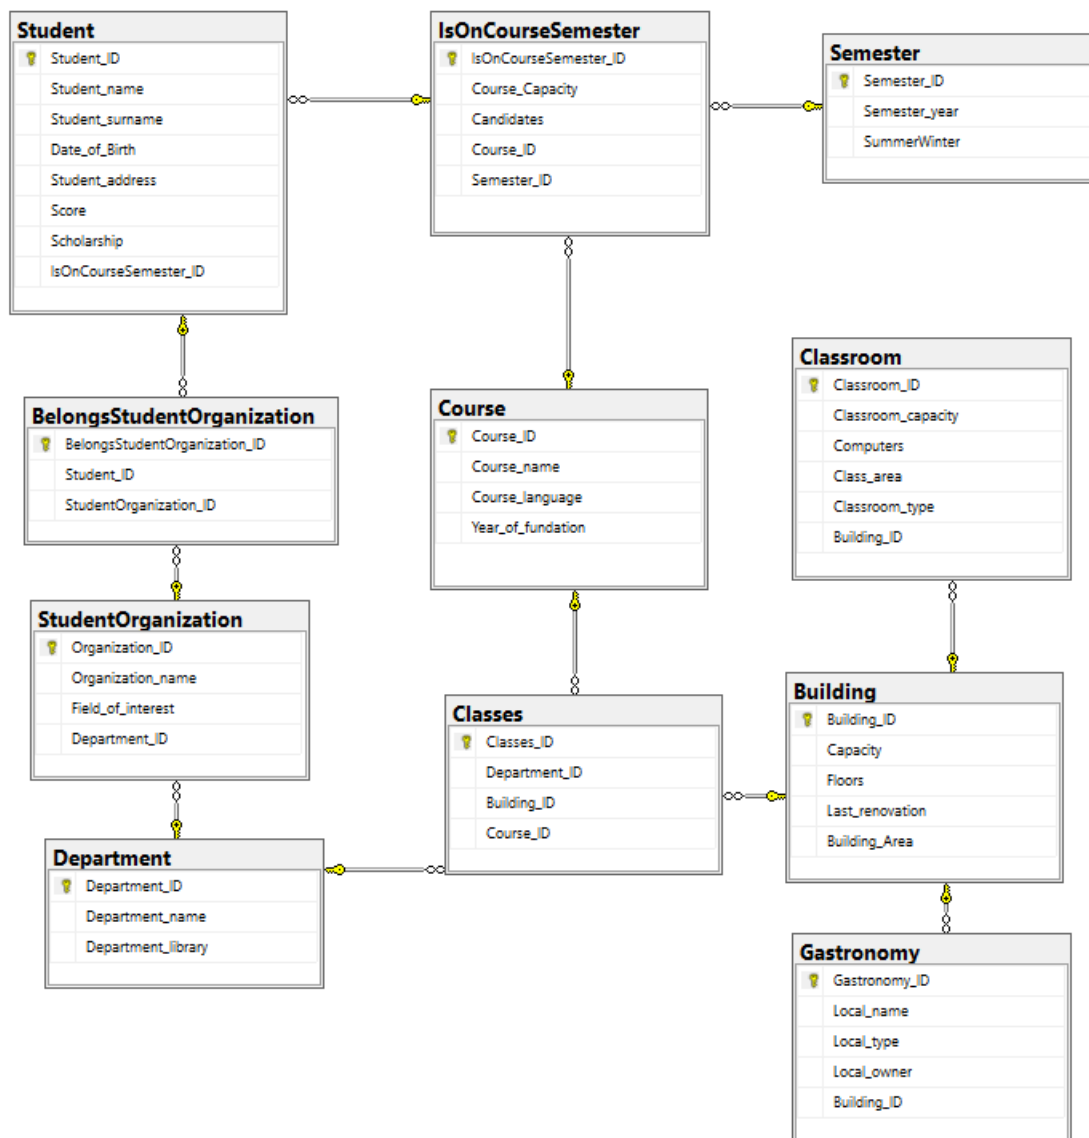 Student
Student_ID
Student_name
Student_surname
Date_of_Birth
Student_address
Score
Scholarship
IsOnCourseSemester_ID
IsOnCourseSemester
IsOnCourseSemester_ID
Course_Capacity
Candidates
Course_ID
Semester_ID
Semester
Semester_ID
Semester_year
SummerWinter
BelongsStudentOrganization
BelongsStudentOrganization_ID
Student_ID
StudentOrganization_ID
Course
Course_ID
Course_name
Course_language
Year_of_fundation
Classroom
Classroom_ID
Classroom_capacity
Computers
Class_area
Classroom_type
Building_ID
StudentOrganization
Organization_ID
Organization_name
Field_of_interest
Department_ID
Classes
Classes_ID
Department_ID
Building_ID
Course_ID
Building
Building_ID
Capacity
Floors
Last_renovation
Building_Area
Department
Department_ID
Department_name
Department_library
Gastronomy
Gastronomy_ID
Local_name
Local_type
Local_owner
Building_ID